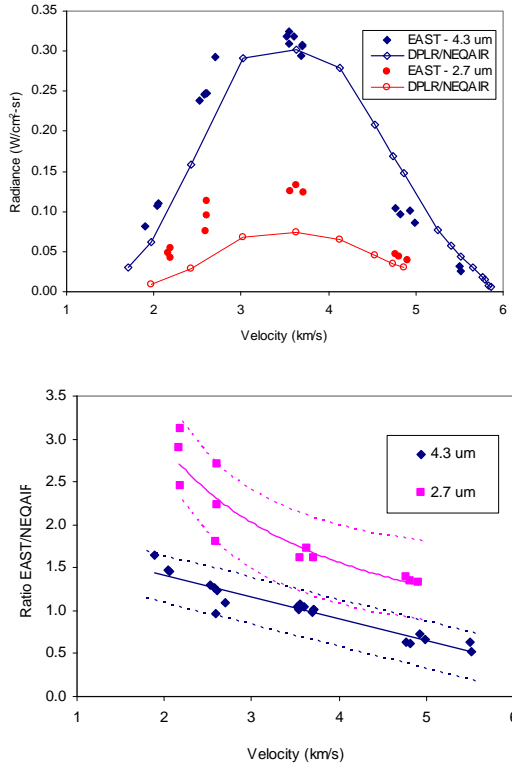 0.35
0.30
0.25
0.20
0.15
0.10
0.05
0.00
Radiance (W/cm²-sr)
EAST - 4.3 um
DPLR/NEQAIR
EAST - 2.7 um
DPLR/NEQAIR
1 2 3 4 5 6
Velocity (km/s)
3.5
3.0
2.5
2.0
1.5
1.0
0.5
0.0
Ratio EAST/NEQAIR
4.3 um
2.7 um
1 2 3 4 5 6
Velocity (km/s)